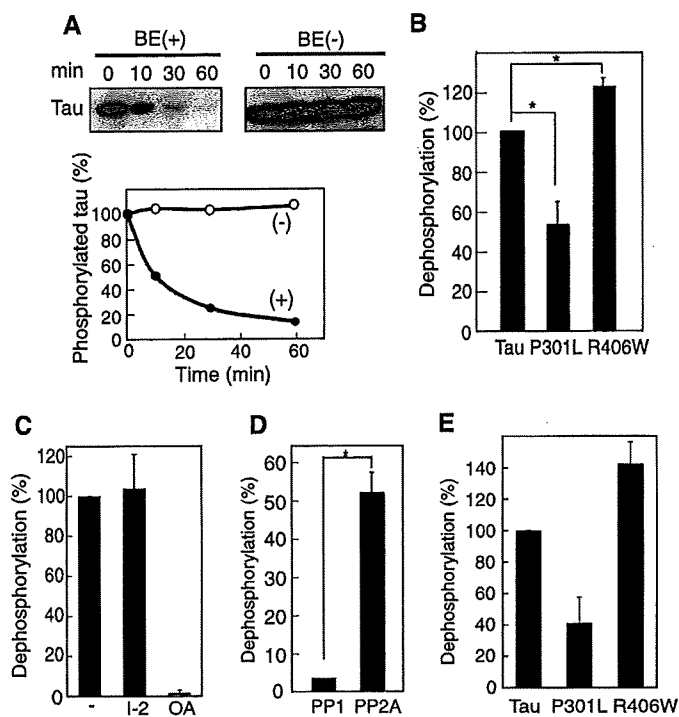 A
BE(+)
BE(-)
min 0 10 30 60
0 10 30 60
Tau
Phosphorylated tau (%)
100
80
60
40
20
0
(-)
(+)
0 20 40 60
Time (min)
B
Dephosphorylation (%)
120
100
80
60
40
20
0
*
*
Tau P301L R406W
C
Dephosphorylation (%)
120
100
80
60
40
20
0
- I-2 OA
D
Dephosphorylation (%)
60
50
40
30
20
10
0
*
PP1 PP2A
E
Dephosphorylation (%)
140
120
100
80
60
40
20
0
Tau P301L R406W